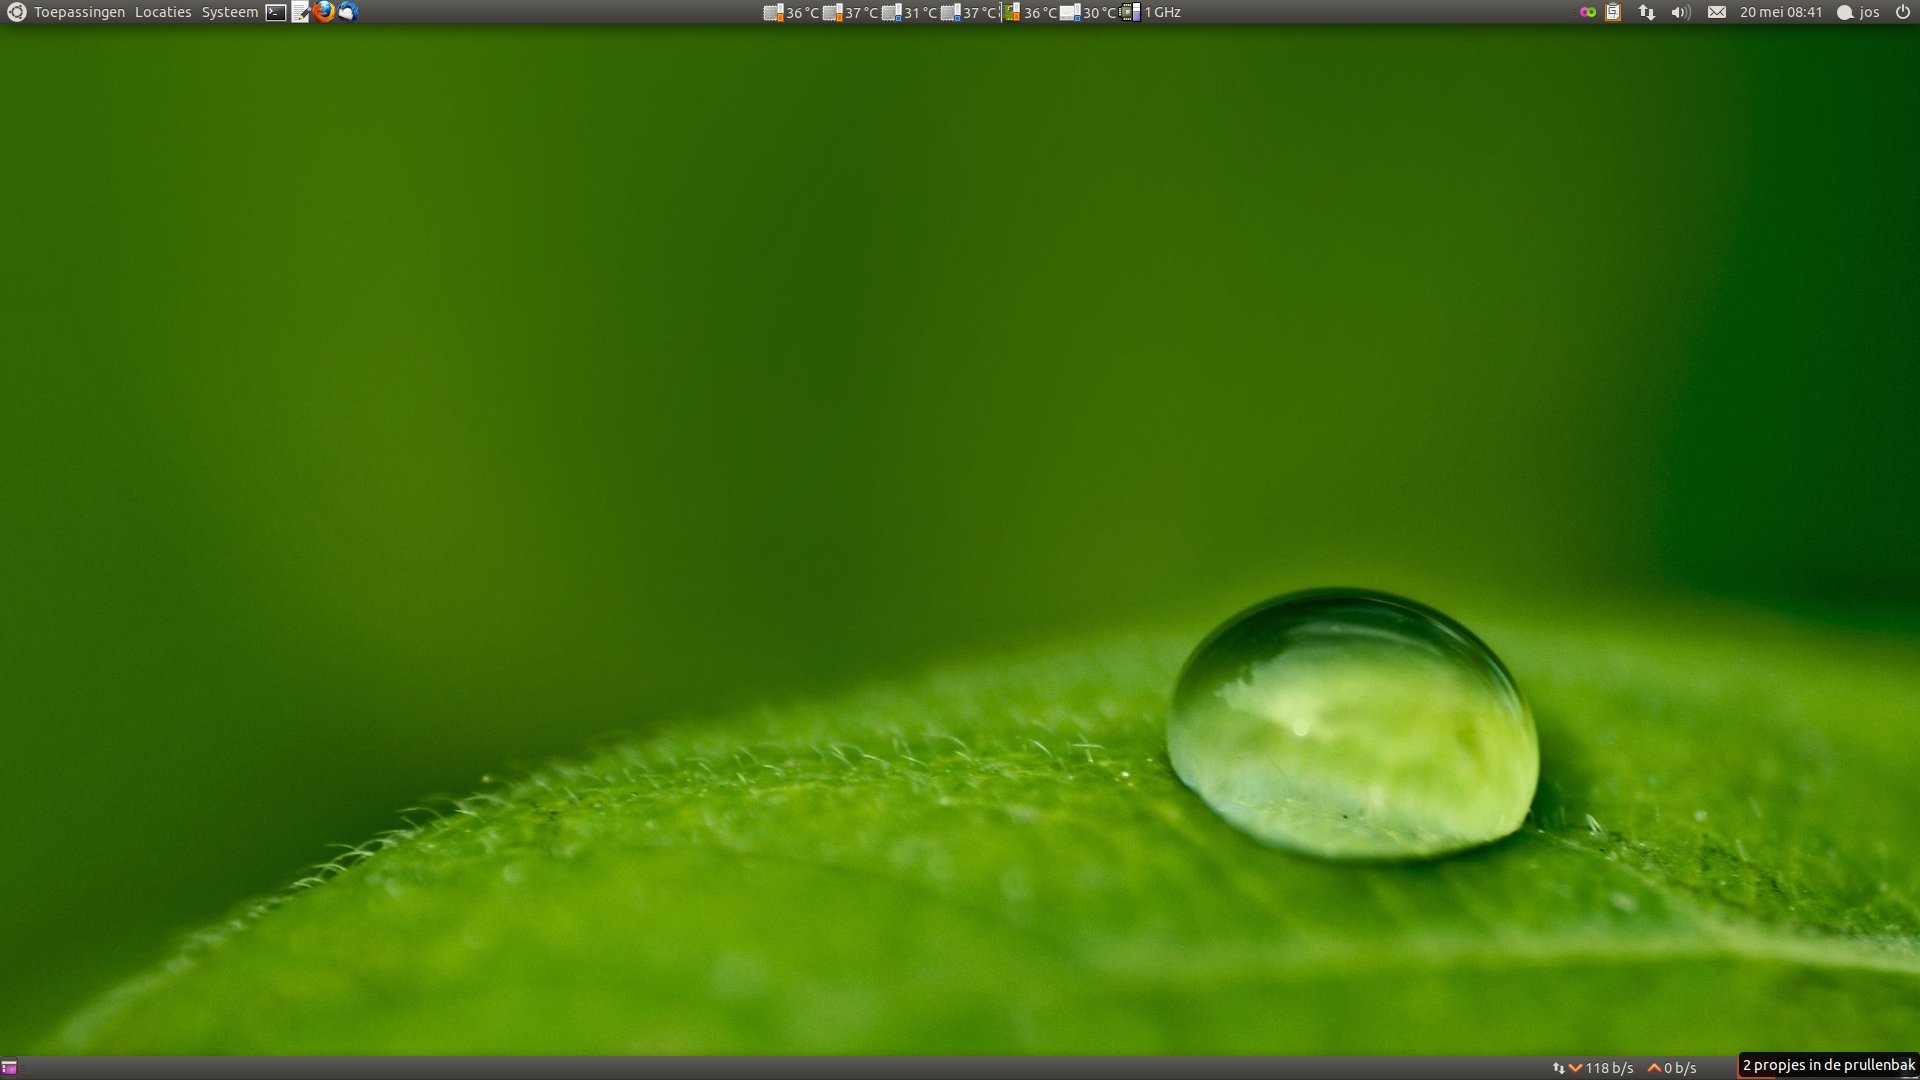 Toepassingen Locaties Systeem 36 °C 37 °C 31 °C 37 °C 36 °C 30 °C 1 GHz 20 mei 08:41 jos
118 b/s 0 b/s 2 propjes in de prullenbak